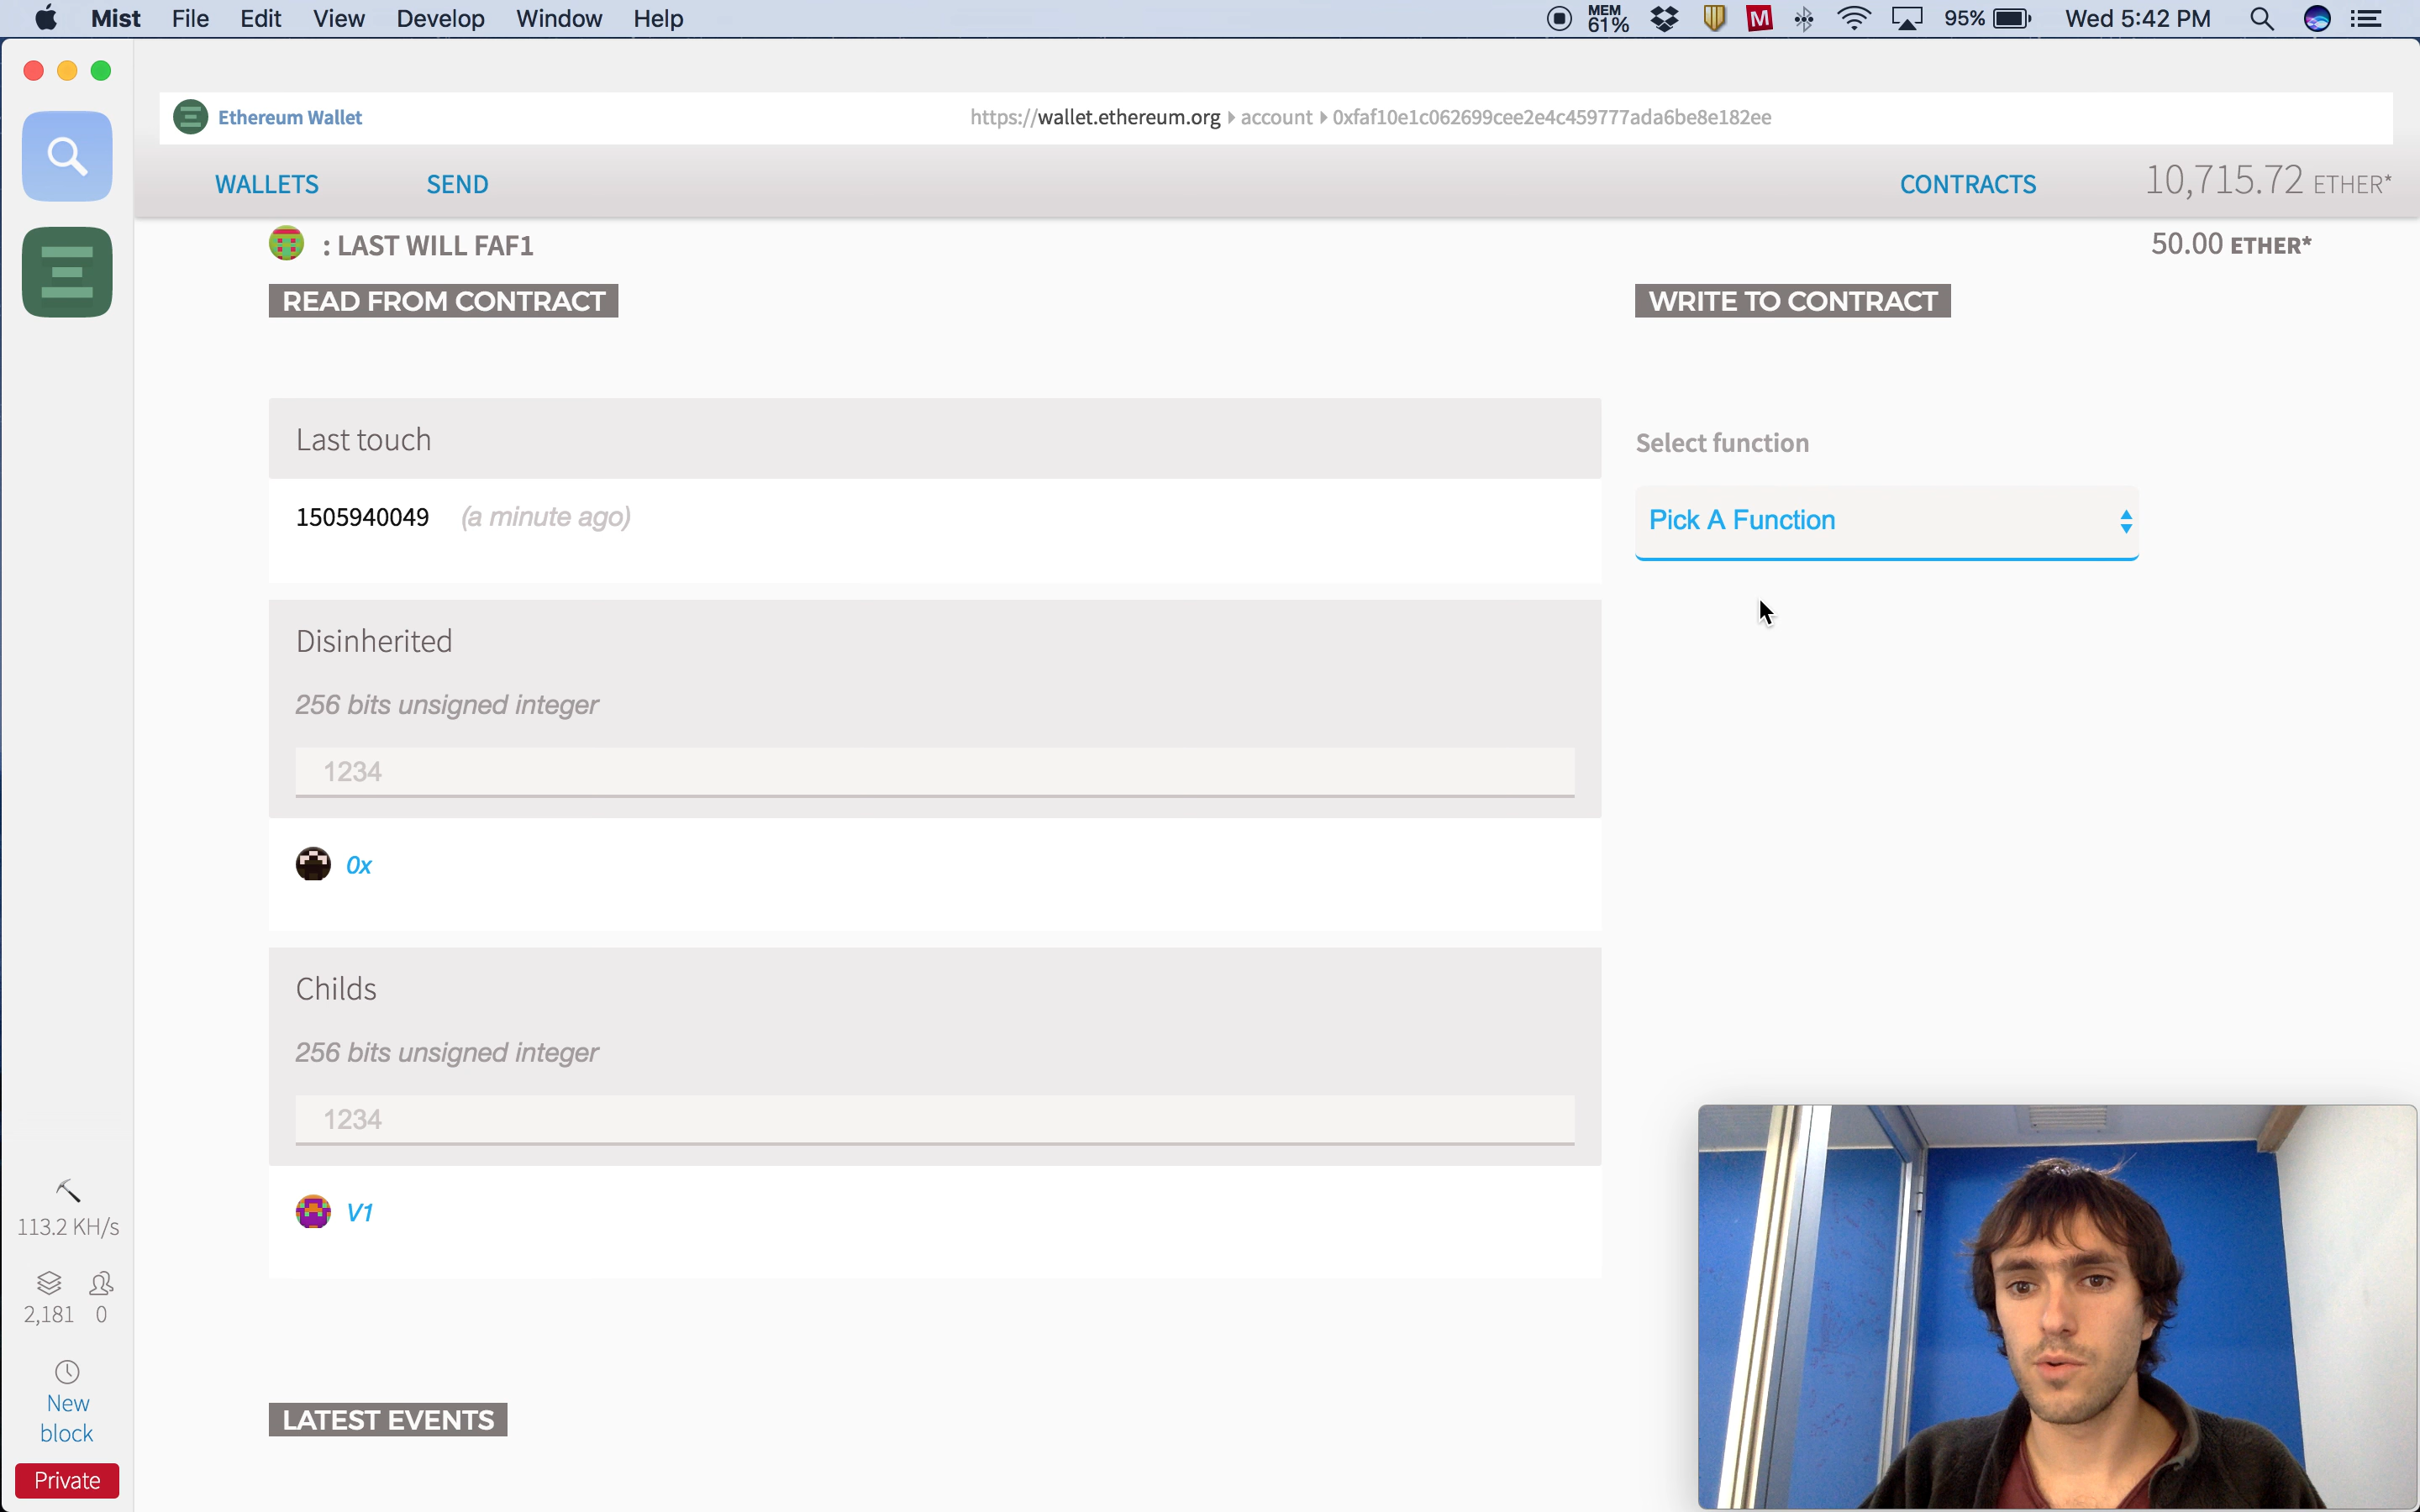 Mist File Edit View Develop Window Help MEM 61% 95% Wed 5:42 PM
Ethereum Wallet https://wallet.ethereum.org account 0xfaf10e1c062699cee2e4c459777ada6be8e182ee
WALLETS SEND CONTRACTS 10,715.72 ETHER*
: LAST WILL FAF1 50.00 ETHER*
READ FROM CONTRACT WRITE TO CONTRACT
Last touch
Select function
1505940049 (a minute ago)
Pick A Function
Disinherited
256 bits unsigned integer
1234
0x
Childs
256 bits unsigned integer
1234
V1
113.2 KH/s
2,181 0
New
block
LATEST EVENTS
Private